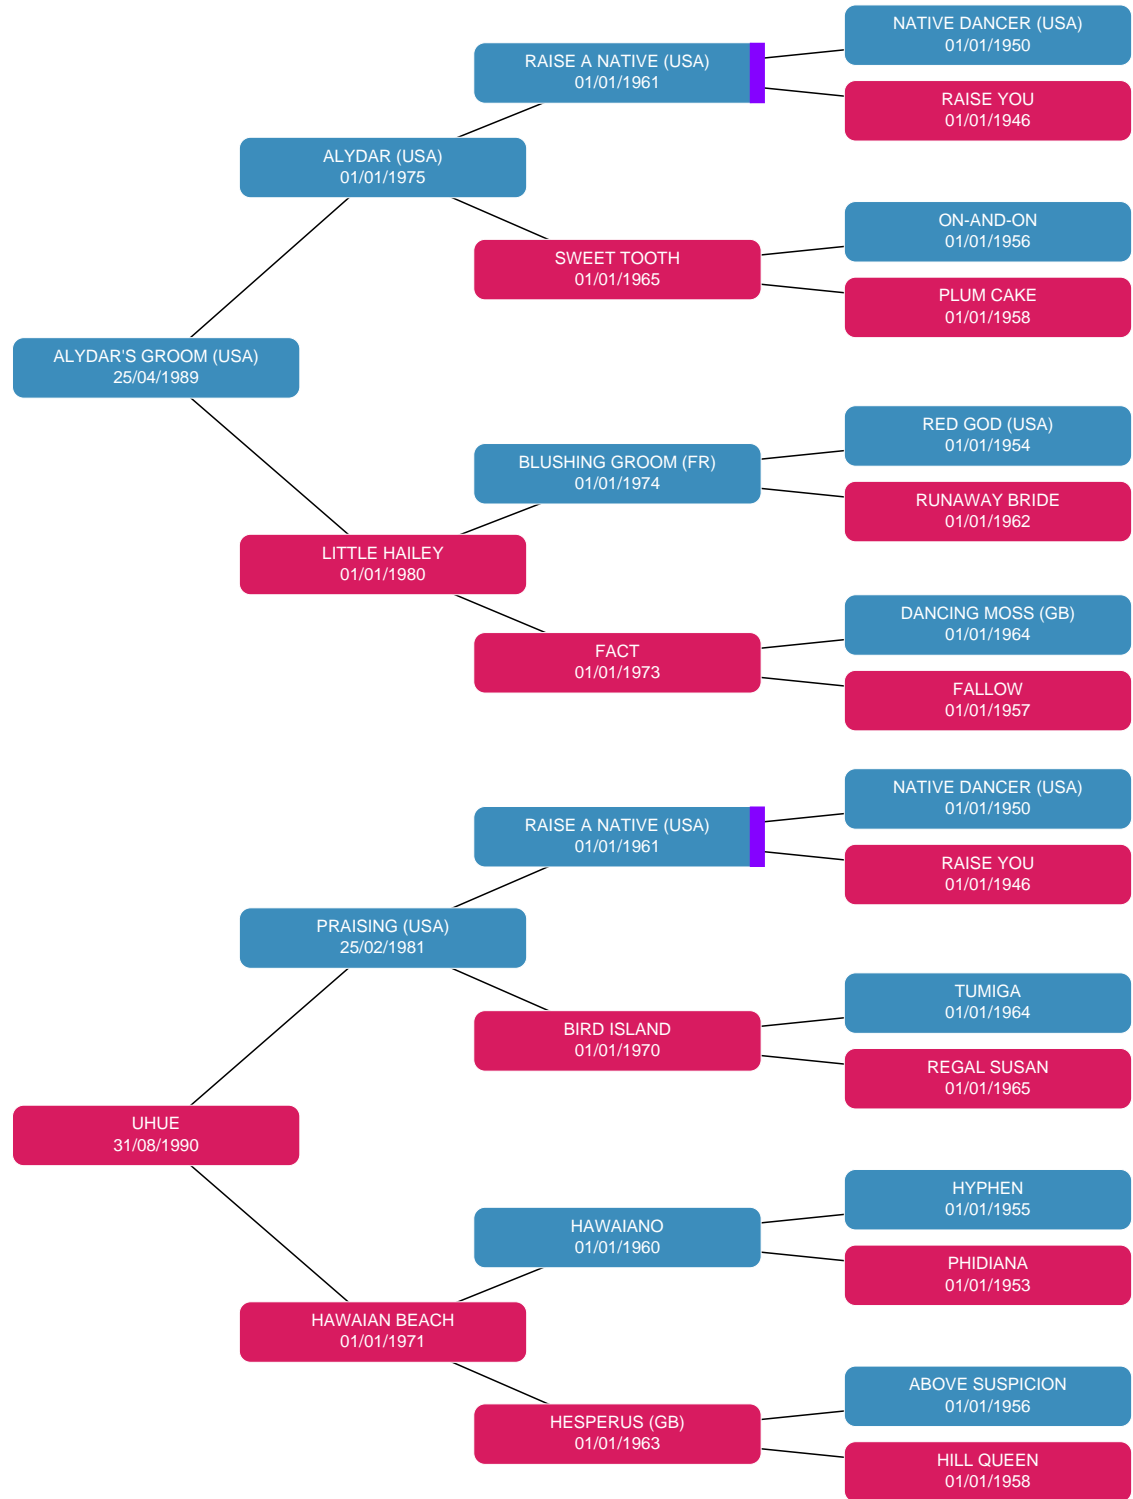 NATIVE DANCER (USA)
01/01/1950
RAISE A NATIVE (USA)
01/01/1961
RAISE YOU
01/01/1946
ALYDAR (USA)
01/01/1975
ON-AND-ON
01/01/1956
SWEET TOOTH
01/01/1965
PLUM CAKE
01/01/1958
ALYDAR'S GROOM (USA)
25/04/1989
RED GOD (USA)
01/01/1954
BLUSHING GROOM (FR)
01/01/1974
RUNAWAY BRIDE
01/01/1962
LITTLE HAILEY
01/01/1980
DANCING MOSS (GB)
01/01/1964
FACT
01/01/1973
FALLOW
01/01/1957
NATIVE DANCER (USA)
01/01/1950
RAISE A NATIVE (USA)
01/01/1961
RAISE YOU
01/01/1946
PRAISING (USA)
25/02/1981
TUMIGA
01/01/1964
BIRD ISLAND
01/01/1970
REGAL SUSAN
01/01/1965
UHUE
31/08/1990
HYPHEN
01/01/1955
HAWAIANO
01/01/1960
PHIDIANA
01/01/1953
HAWAIAN BEACH
01/01/1971
ABOVE SUSPICION
01/01/1956
HESPERUS (GB)
01/01/1963
HILL QUEEN
01/01/1958